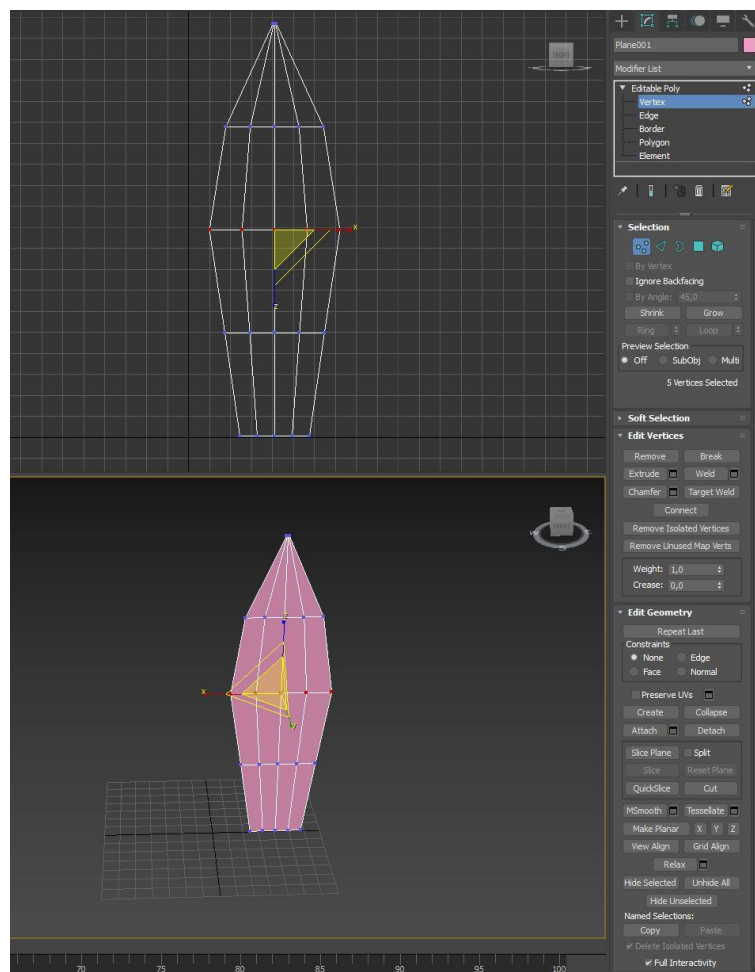 Plane001
Modifier List
Editable Poly
Vertex
Edge
Border
Polygon
Element
x
z
Selection
By Vertex
Ignore Backfacing
By Angle: 45,0
Shrink Grow
Ring Loop
Preview Selection
Off SubObj Multi
5 Vertices Selected
Soft Selection
Edit Vertices
Remove Break
Extrude Weld
Chamfer Target Weld
Connect
Remove Isolated Vertices
Remove Unused Map Verts
Weight: 1,0
Crease: 0,0
FRONT
S
z
x
y
Edit Geometry
Repeat Last
Constraints
None Edge
Face Normal
Preserve UVs
Create Collapse
Attach Detach
Slice Plane Split
Slice Reset Plane
QuickSlice Cut
MSmooth Tessellate
Make Planar X Y Z
View Align Grid Align
Relax
Hide Selected Unhide All
Hide Unselected
Named Selections:
Copy Paste
Delete Isolated Vertices
Full Interactivity
70 75 80 85 90 95 100